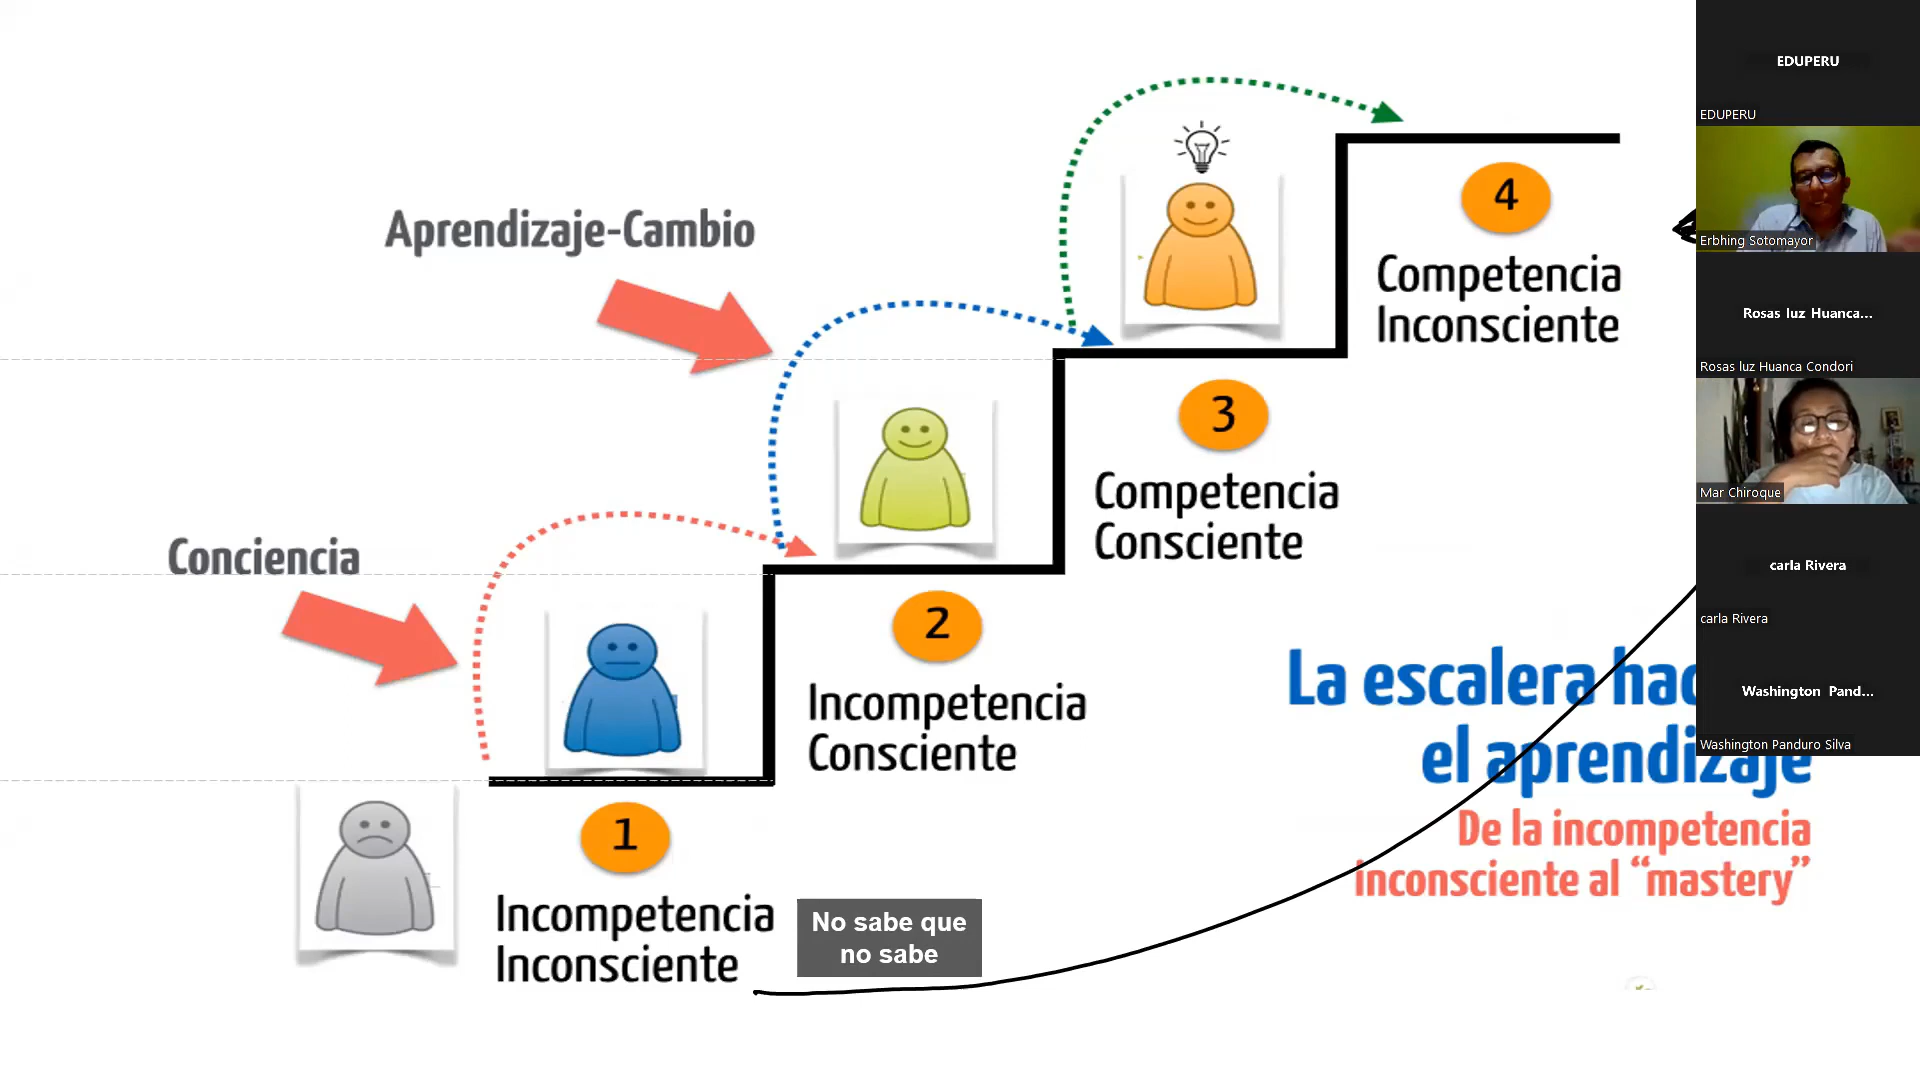 Aprendizaje-Cambio
Conciencia
4
Competencia
Inconsciente
3
Competencia
Consciente
2
Incompetencia
Consciente
1
Incompetencia
Inconsciente
No sabe que
no sabe
La escalera hac
el aprendizaje
De la incompetencia
inconsciente al “mastery”
EDUPERU
EDUPERU
Erbhing Sotomayor
Rosas luz Huanca...
Rosas luz Huanca Condori
Mar Chiroque
carla Rivera
carla Rivera
Washington Pand...
Washington Panduro Silva